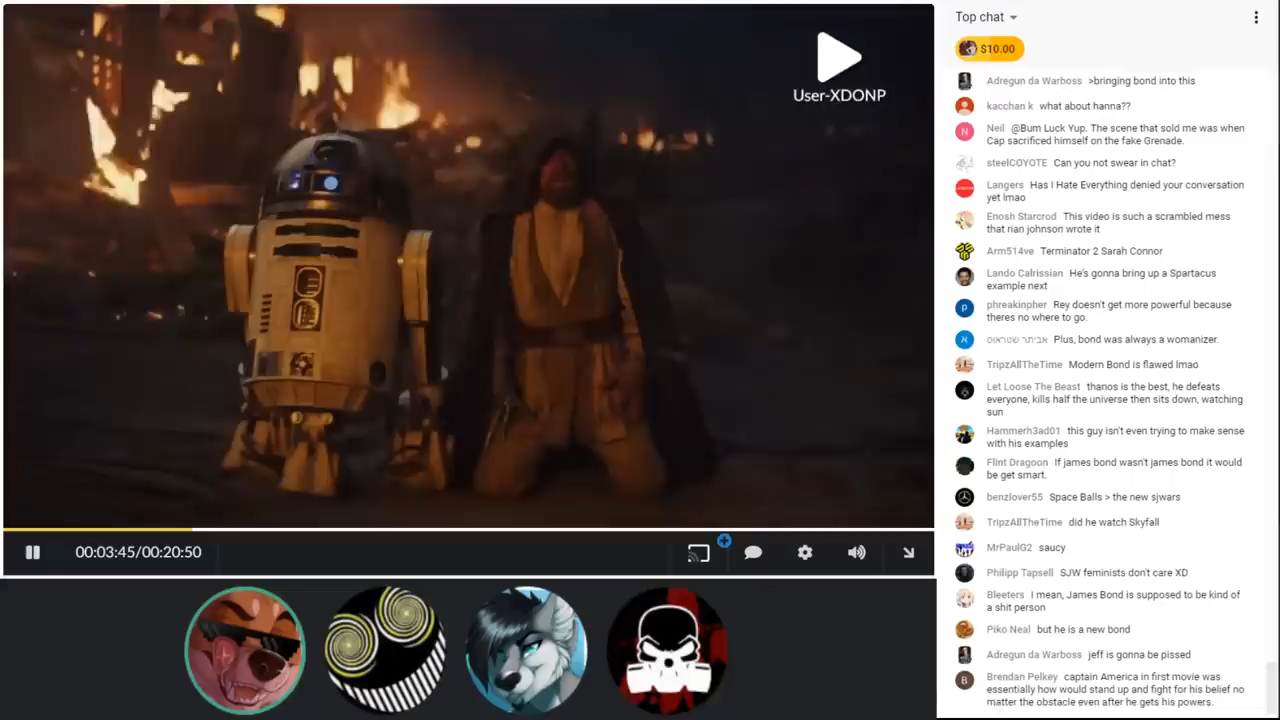 User-XDONP
00:03:45/00:20:50
Top chat
$10.00
Adregun da Warboss >bringing bond into this
kacchan k what about hanna??
N
Neil @Bum Luck Yup. The scene that sold me was when
Cap sacrificed himself on the fake Grenade.
steelCOYOTE Can you not swear in chat?
Langers Has I Hate Everything denied your conversation
yet lmao
Enosh Starcrod This video is such a scrambled mess
that rian johnson wrote it
Arm514ve Terminator 2 Sarah Connor
Lando Calrissian He's gonna bring up a Spartacus
example next
p
phreakinpher Rey doesn't get more powerful because
theres no where to go.
א
אביתר שטראוס Plus, bond was always a womanizer.
TripzAllTheTime Modern Bond is flawed lmao
Let Loose The Beast thanos is the best, he defeats
everyone, kills half the universe then sits down, watching
sun
Hammerh3ad01 this guy isn't even trying to make sense
with his examples
Flint Dragoon If james bond wasn't james bond it would
be get smart.
benzlover55 Space Balls > the new sjwars
TripzAllTheTime did he watch Skyfall
MrPaulG2 saucy
Philipp Tapsell SJW feminists don't care XD
Bleeters I mean, James Bond is supposed to be kind of
a shit person
Piko Neal but he is a new bond
Adregun da Warboss jeff is gonna be pissed
B
Brendan Pelkey captain America in first movie was
essentially how would stand up and fight for his belief no
matter the obstacle even after he gets his powers.